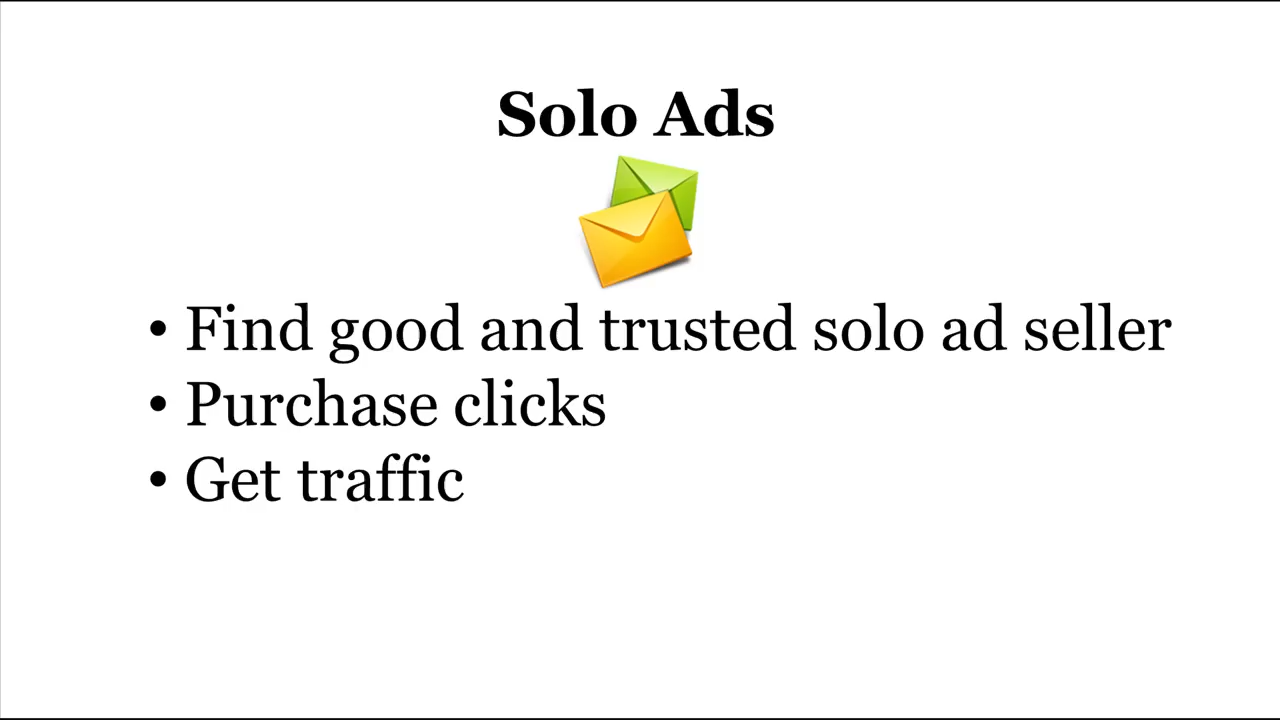 Solo Ads
• Find good and trusted solo ad seller
• Purchase clicks
• Get traffic